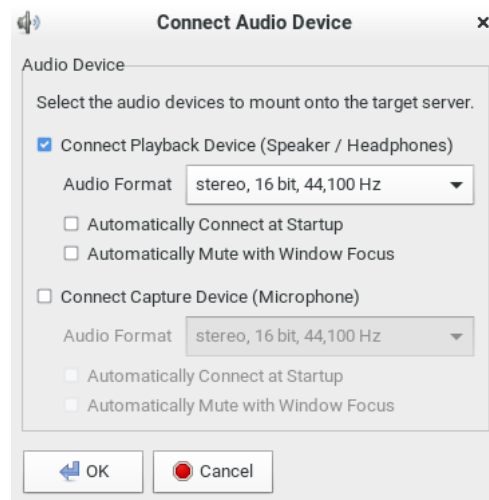 Connect Audio Device
Audio Device
Select the audio devices to mount onto the target server.
Connect Playback Device (Speaker / Headphones)
Audio Format stereo, 16 bit, 44,100 Hz
Automatically Connect at Startup
Automatically Mute with Window Focus
Connect Capture Device (Microphone)
Audio Format stereo, 16 bit, 44,100 Hz
Automatically Connect at Startup
Automatically Mute with Window Focus
OK Cancel